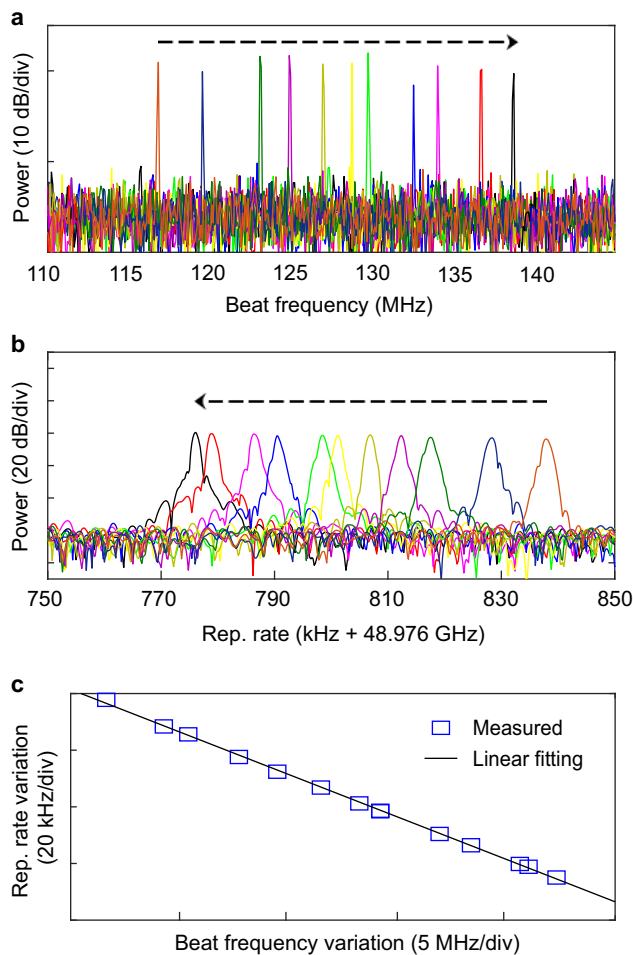 a
Power (10 dB/div)
110 115 120 125 130 135 140
Beat frequency (MHz)
b
Power (20 dB/div)
750 770 790 810 830 850
Rep. rate (kHz + 48.976 GHz)
c
Rep. rate variation
(20 kHz/div)
Measured
Linear fitting
Beat frequency variation (5 MHz/div)